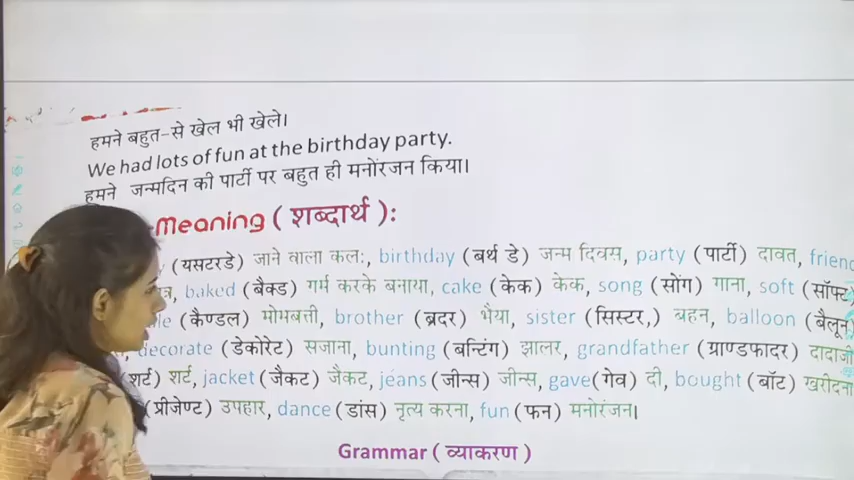 हमने बहुत-से खेल भी खेले।
We had lots of fun at the birthday party.
हमने जन्मदिन की पार्टी पर बहुत ही मनोरंजन किया।
Meaning ( शब्दार्थ ):
(यसटरडे) जाने वाला कलः, birthday (बर्थ डे) जन्म दिवस, party (पार्टी) दावत, friend
baked (बैक्ड) गर्म करके बनाया, cake (केक) केक, song (सोंग) गाना, soft (सॉफ्ट)
(कैण्डल) मोमबत्ती, brother (ब्रदर) भैया, sister (सिस्टर,) बहन, balloon (बैलून)
decorate (डेकोरेट) सजाना, bunting (बन्टिंग) झालर, grandfather (ग्राण्डफादर) दादाजी
(शर्ट) शर्ट, jacket (जैकट) जैकट, jeans (जीन्स) जीन्स, gave(गेव) दी, bought (बॉट) खरीदना
(प्रीजेण्ट) उपहार, dance (डांस) नृत्य करना, fun (फन) मनोरंजन।
Grammar ( व्याकरण )